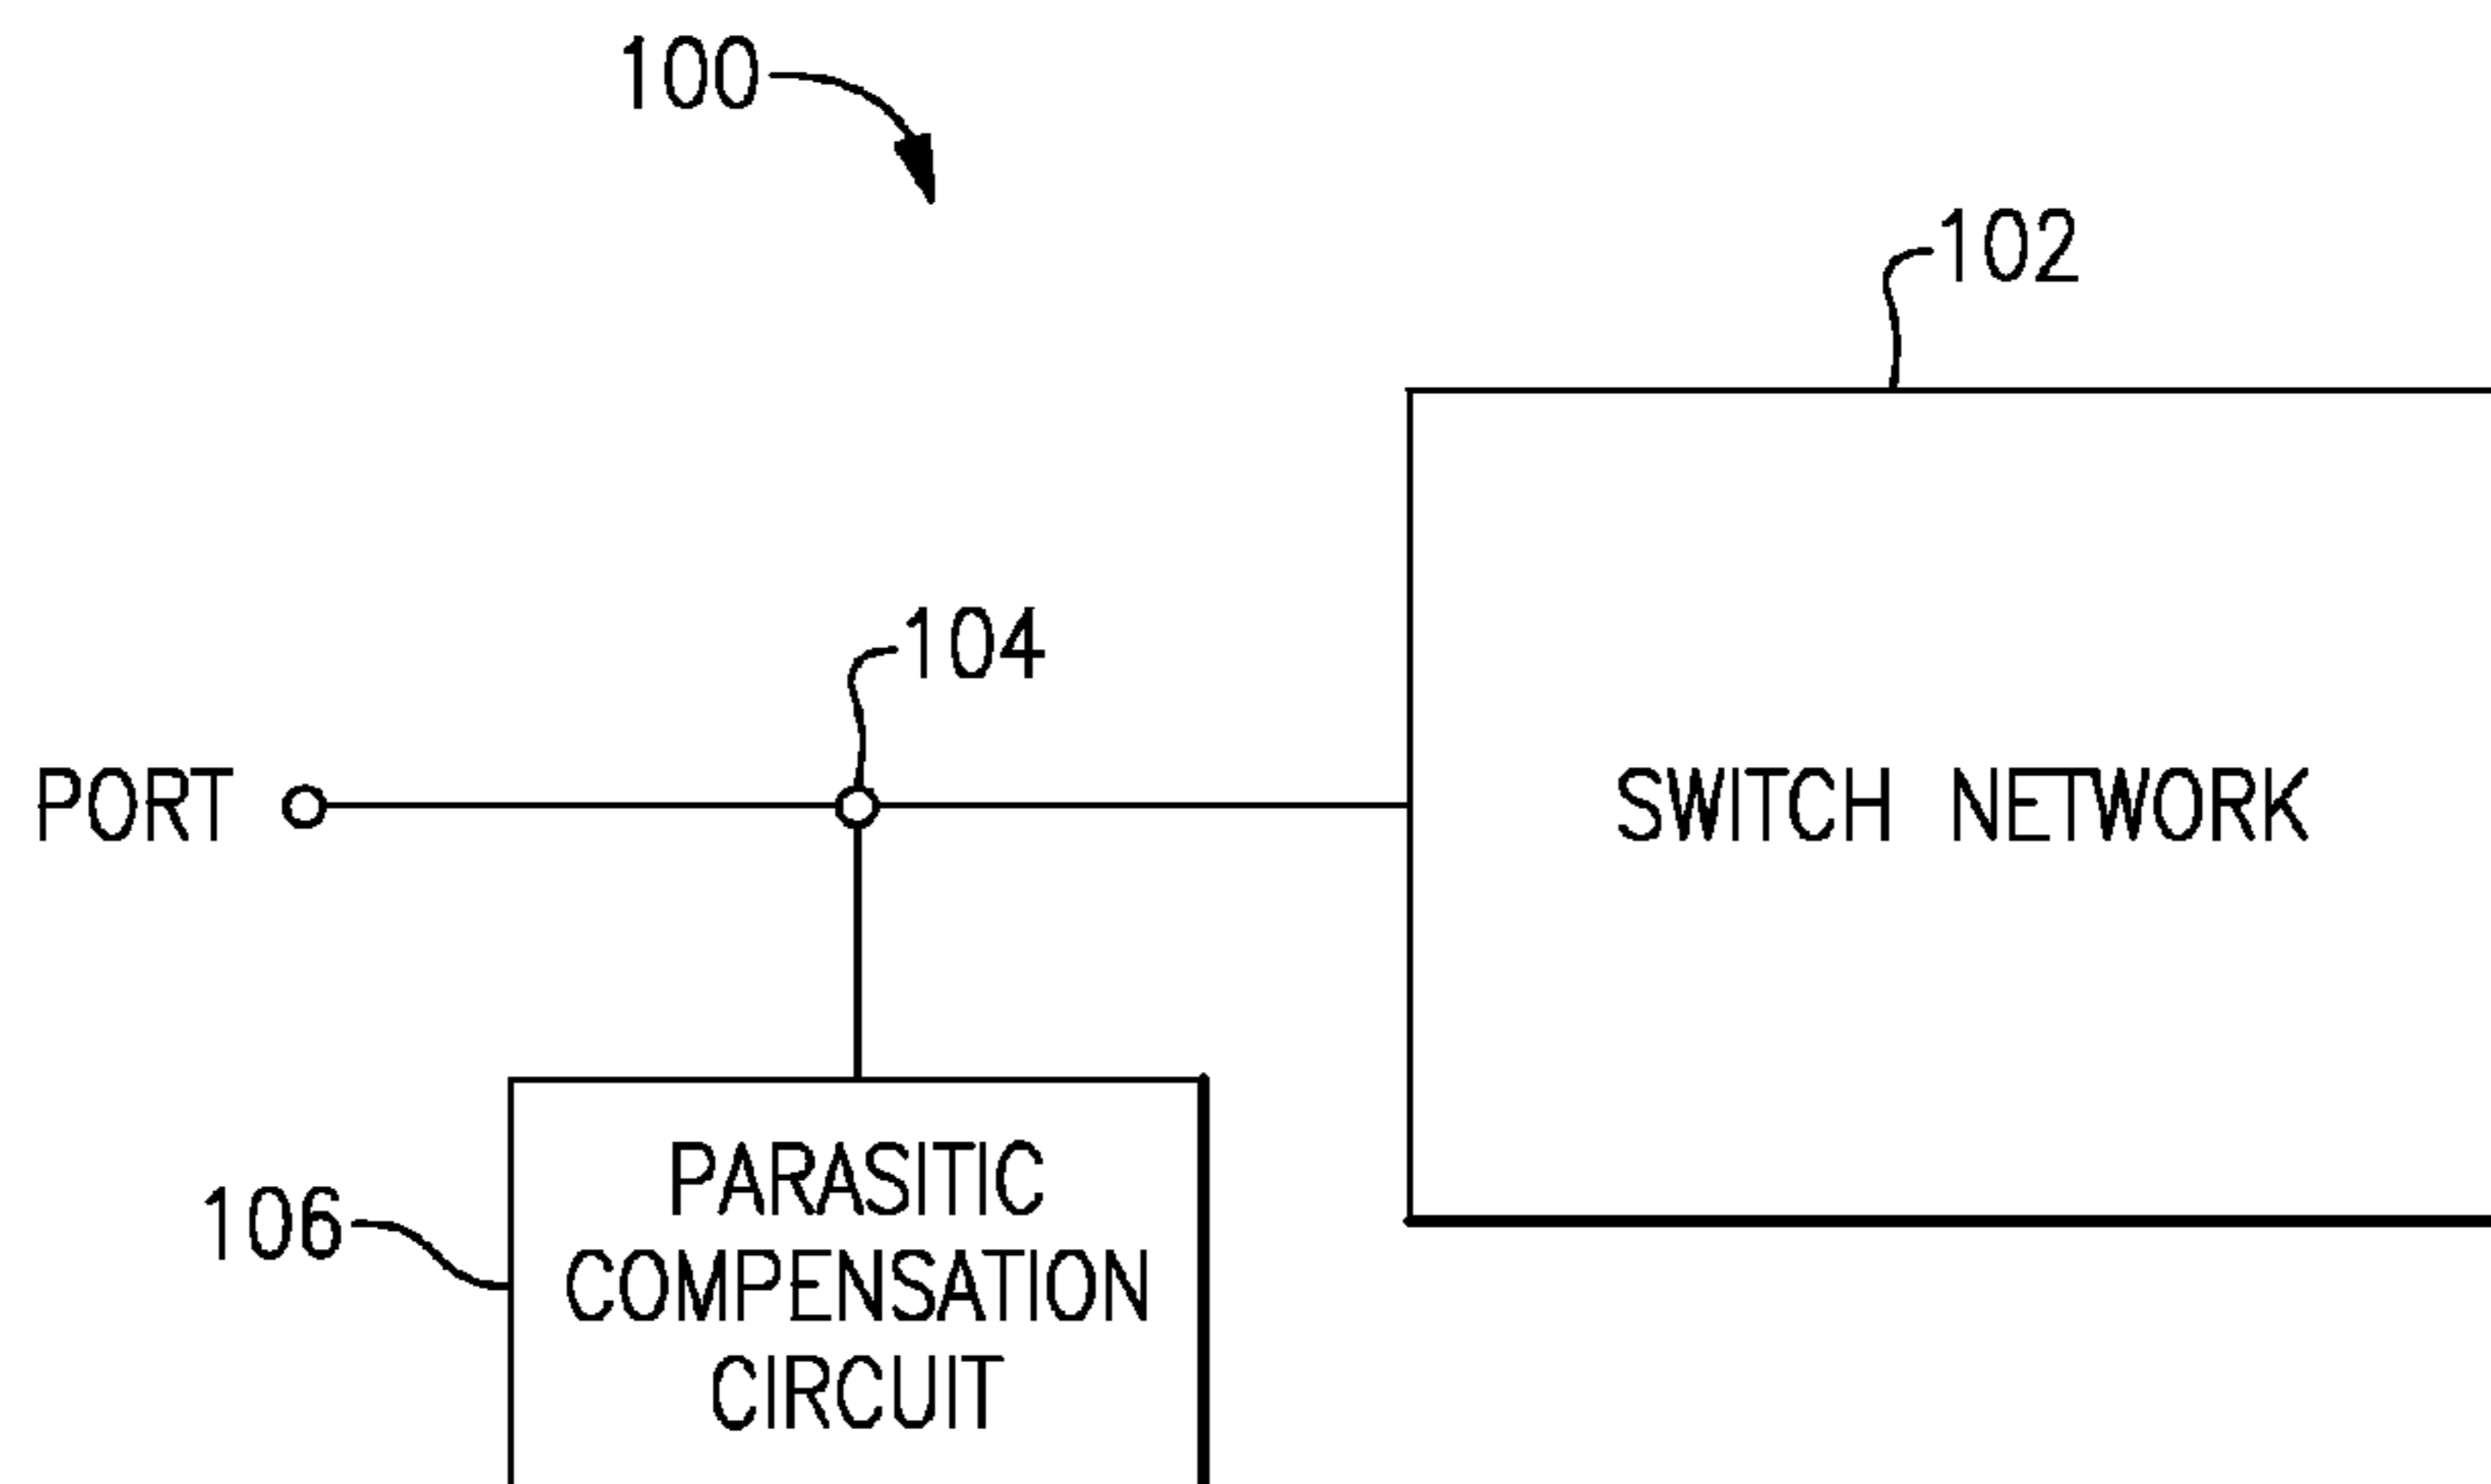 100
102
104
PORT
SWITCH NETWORK
106
PARASITIC
COMPENSATION
CIRCUIT